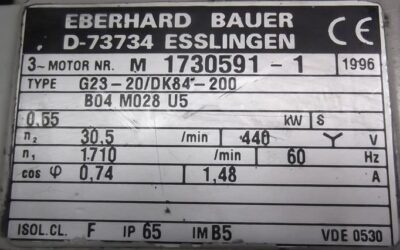 EBERHARD BAUER
D-73734 ESSLINGEN CE
3~ MOTOR NR. M 1730591 - 1 1996
TYPE G23-20/DK84-200
B04 M028 U5
0.55 kW S
n2 30,5 /min 440 Y V
n1 1710 /min 60 Hz
cos φ 0,74 1,48 A
ISOL.CL. F IP 65 IM B5 VDE 0530